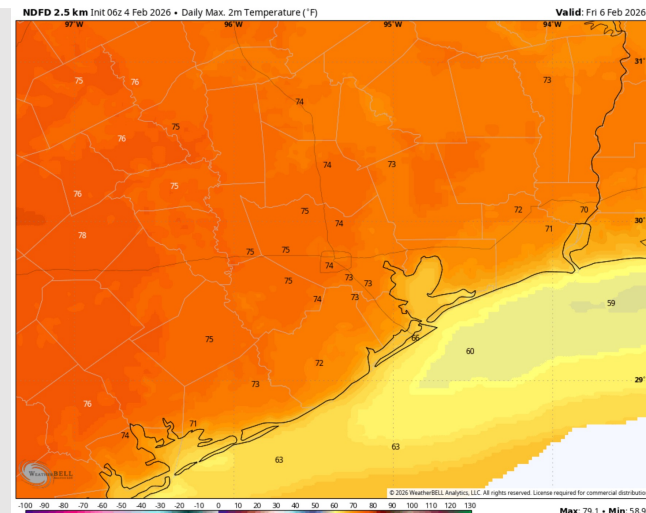 NDFD 2.5 km Init 06z 4 Feb 2026 • Daily Max. 2m Temperature (°F)
Valid: Fri 6 Feb 2026
97°W 96°W 95°W 94°W
31°
75 76 73
74
75
76
74 73
75
76
75 72 70
74 71 30°
78
75 75
74
75 73 73
74 73
59
66
75 60
72
73 29°
76
71
74
63
63
WEATHERBELL
© 2026 WeatherBELL Analytics, LLC. All rights reserved. License required for commercial distributio
-100 -90 -80 -70 -60 -50 -40 -30 -20 -10 0 10 20 30 40 50 60 70 80 90 100 110 120 130
Max: 79.1 • Min: 58.9